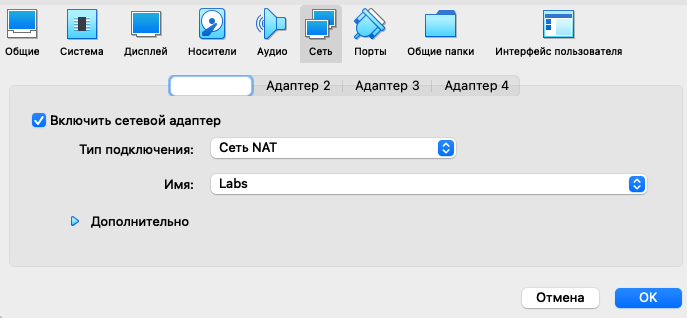 Общие Система Дисплей Носители Аудио Сеть Порты Общие папки Интерфейс пользователя
Адаптер 2 Адаптер 3 Адаптер 4
Включить сетевой адаптер
Тип подключения: Сеть NAT
Имя: Labs
Дополнительно
Отмена OK